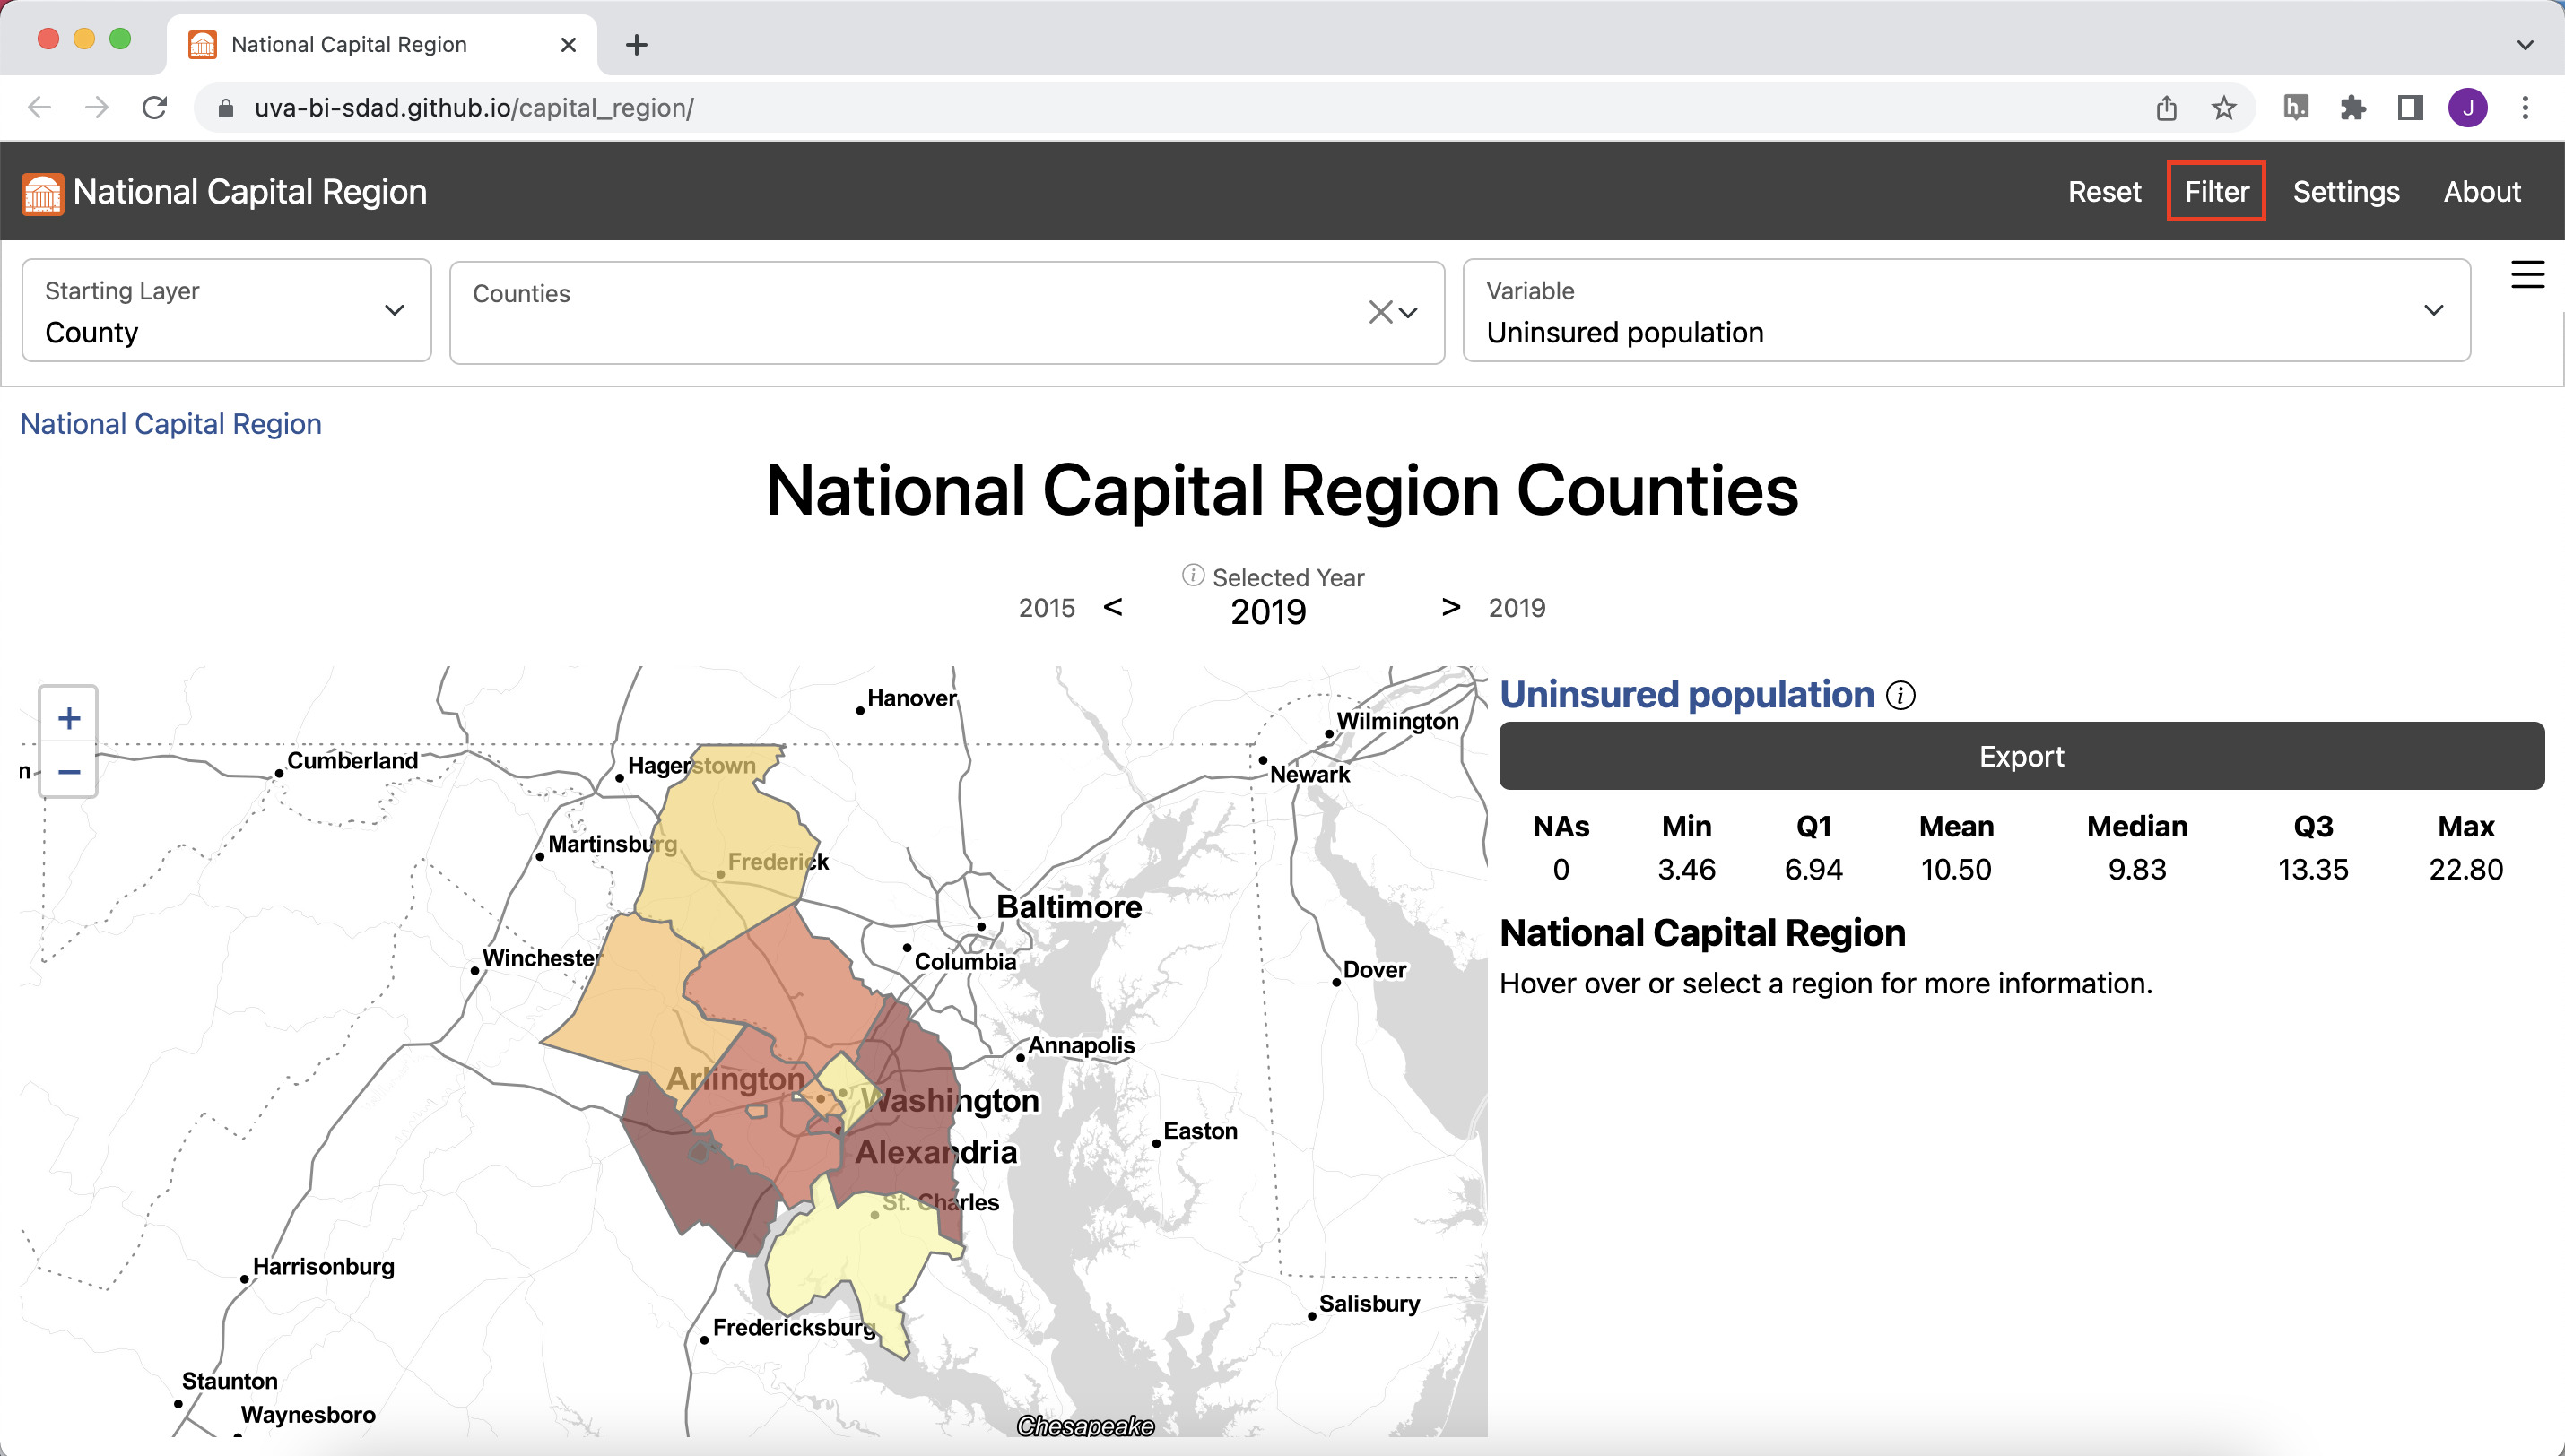 National Capital Region
uva-bi-sdad.github.io/capital_region/
h.
J
National Capital Region
Reset Filter Settings About
Starting Layer
County
Counties
Variable
Uninsured population
National Capital Region
National Capital Region Counties
Selected Year
2015 < 2019 > 2019
+
−
n
Hanover
Wilmington
Cumberland
Hagerstown
Newark
Martinsburg
Frederick
Baltimore
Winchester
Columbia
Dover
Annapolis
Arlington
Washington
Easton
Alexandria
St. Charles
Harrisonburg
Salisbury
Fredericksburg
Staunton
Waynesboro
Chesapeake
Uninsured population
Export
NAs Min Q1 Mean Median Q3 Max
0 3.46 6.94 10.50 9.83 13.35 22.80
National Capital Region
Hover over or select a region for more information.